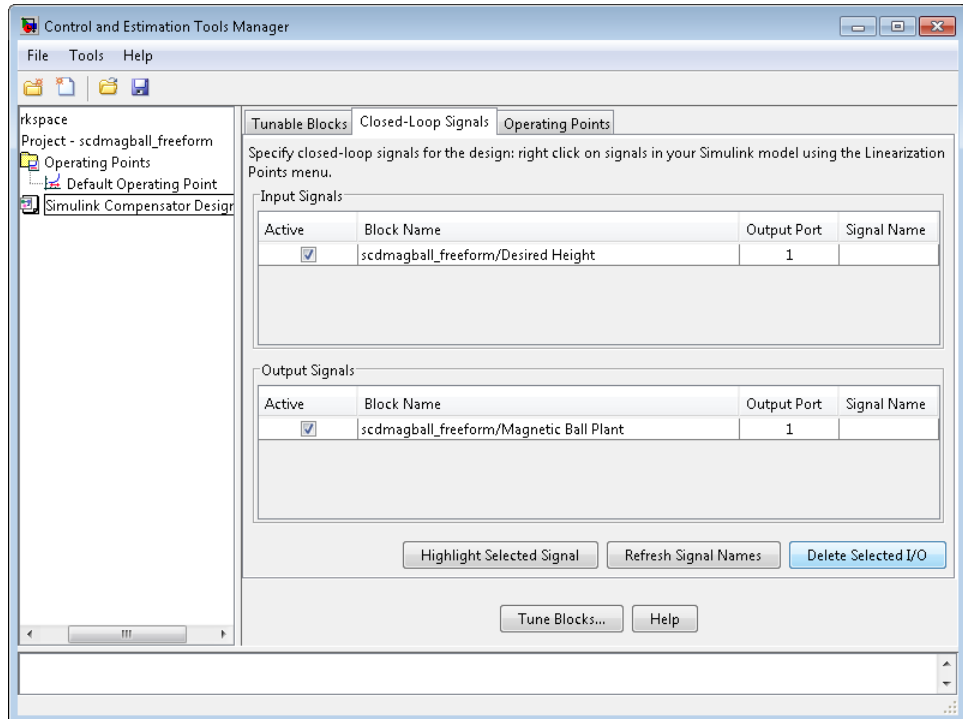 Control and Estimation Tools Manager
File Tools Help
rkspace
Project - scdmagball_freeform
Operating Points
Default Operating Point
Simulink Compensator Design
Tunable Blocks Closed-Loop Signals Operating Points
Specify closed-loop signals for the design: right click on signals in your Simulink model using the Linearization
Points menu.
Input Signals
Active Block Name Output Port Signal Name
scdmagball_freeform/Desired Height 1
Output Signals
Active Block Name Output Port Signal Name
scdmagball_freeform/Magnetic Ball Plant 1
Highlight Selected Signal Refresh Signal Names Delete Selected I/O
Tune Blocks... Help